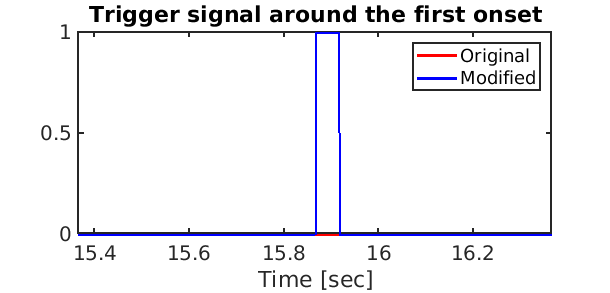 Trigger signal around the first onset
1
Original
Modified
0.5
0
15.4 15.6 15.8 16 16.2
Time [sec]